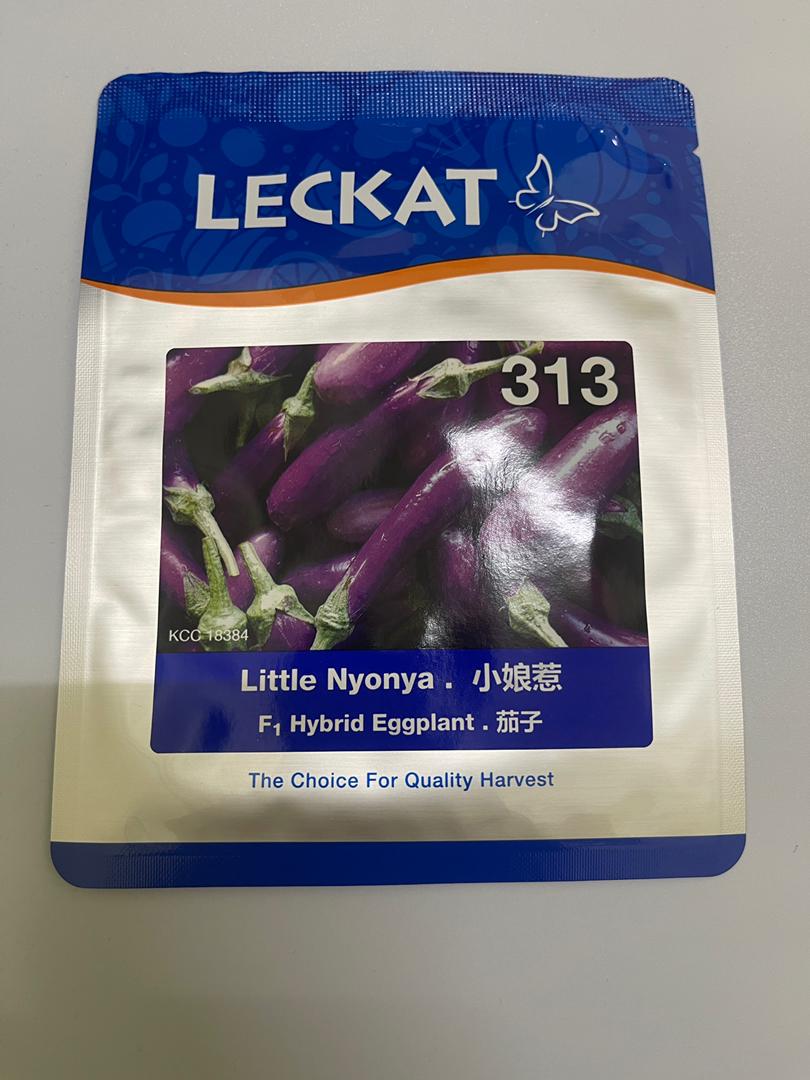 LECKAT
313
KCC 18384
Little Nyonya . 小娘惹
F₁ Hybrid Eggplant . 茄子
The Choice For Quality Harvest